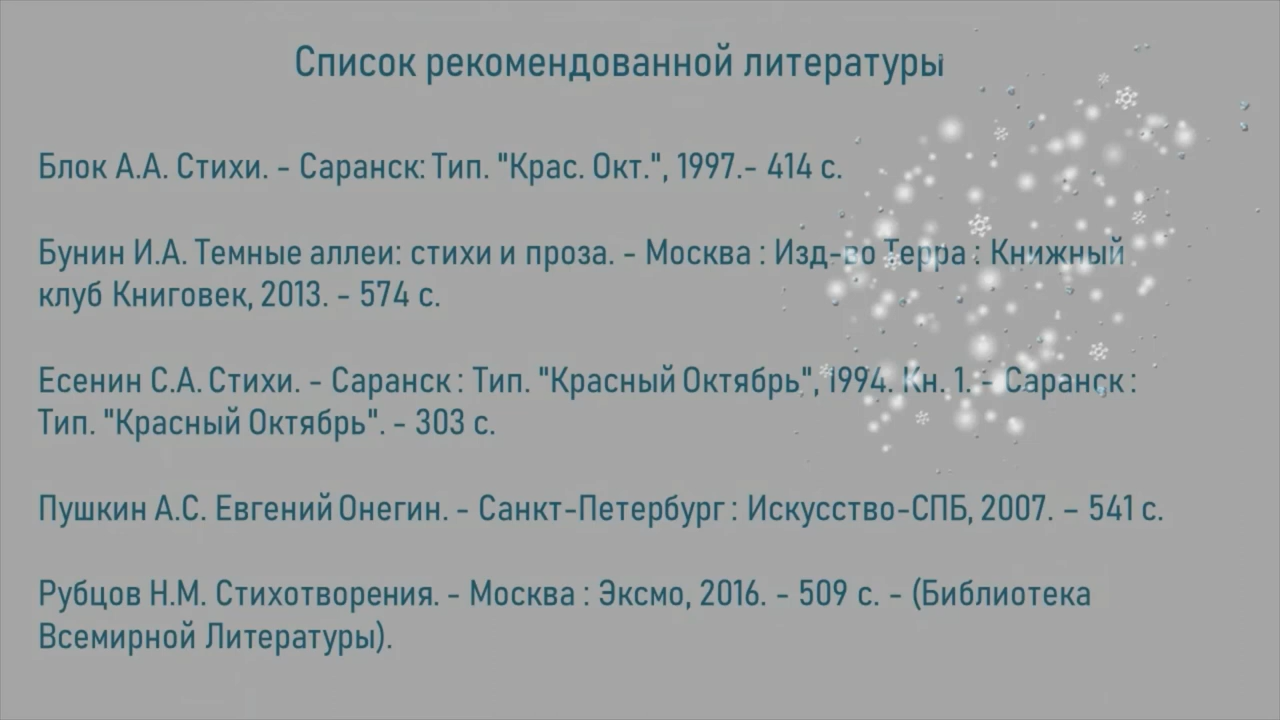 Список рекомендованной литературы
Блок А.А. Стихи. - Саранск: Тип. "Крас. Окт.", 1997.- 414 с.
Бунин И.А. Темные аллеи: стихи и проза. - Москва : Изд-во Терра : Книжный
клуб Книговек, 2013. - 574 с.
Есенин С.А. Стихи. - Саранск : Тип. "Красный Октябрь", 1994. Кн. 1. - Саранск :
Тип. "Красный Октябрь". - 303 с.
Пушкин А.С. Евгений Онегин. - Санкт-Петербург : Искусство-СПБ, 2007. – 541 с.
Рубцов Н.М. Стихотворения. - Москва : Эксмо, 2016. - 509 с. - (Библиотека
Всемирной Литературы).